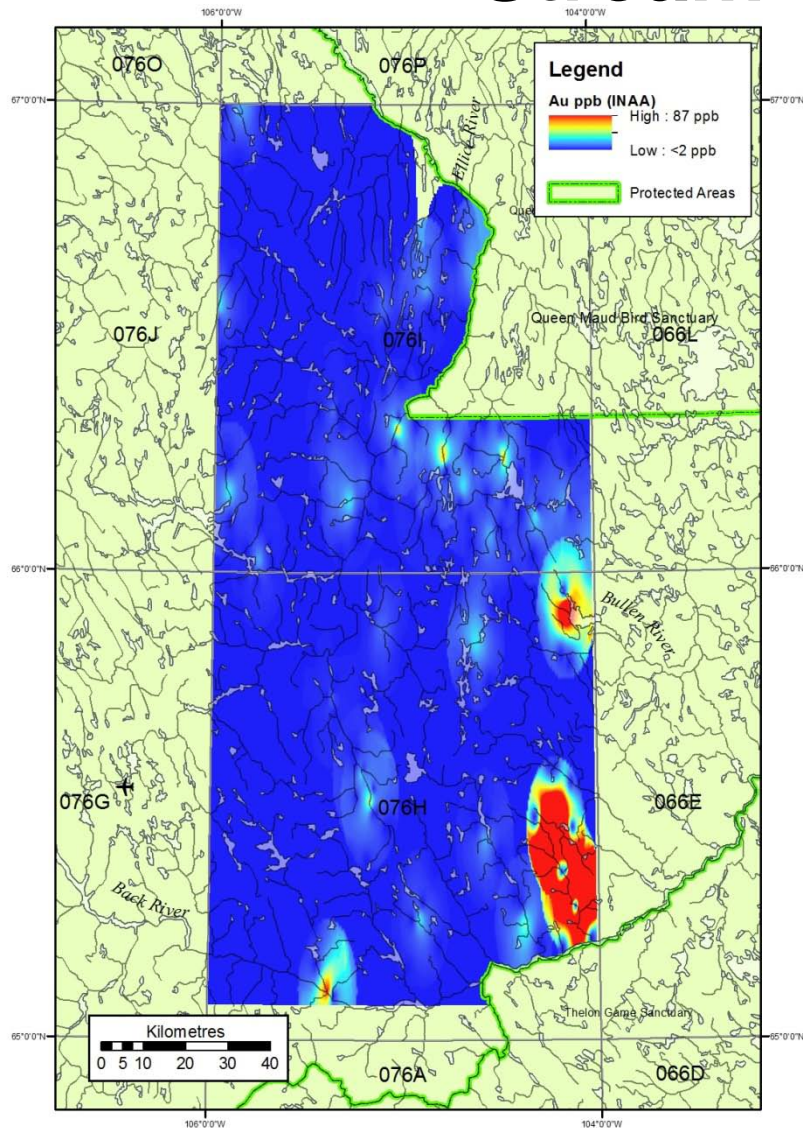 106°0'0"W
104°0'0"W
076O
076P
67°0'0"N
67°0'0"N
Legend
Au ppb (INAA)
High : 87 ppb
Low : <2 ppb
Protected Areas
Ellice River
Queen Maud Bird Sanctuary
076J
076I
066L
66°0'0"N
66°0'0"N
Bullen River
076G
076H
066E
Back River
Thelon Game Sanctuary
Kilometres
0 5 10 20 30 40
65°0'0"N
65°0'0"N
076A
066D
106°0'0"W
104°0'0"W